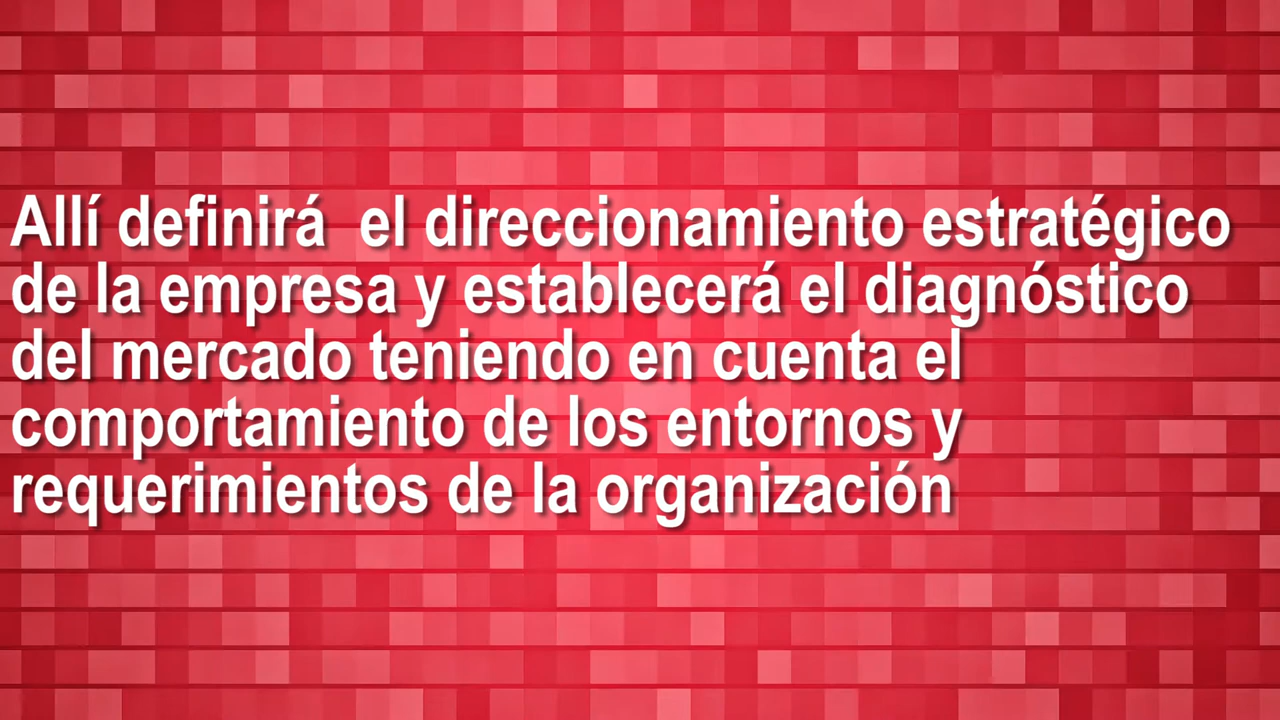 Allí definirá  el direccionamiento estratégico
de la empresa y establecerá el diagnóstico
del mercado teniendo en cuenta el
comportamiento de los entornos y
requerimientos de la organización